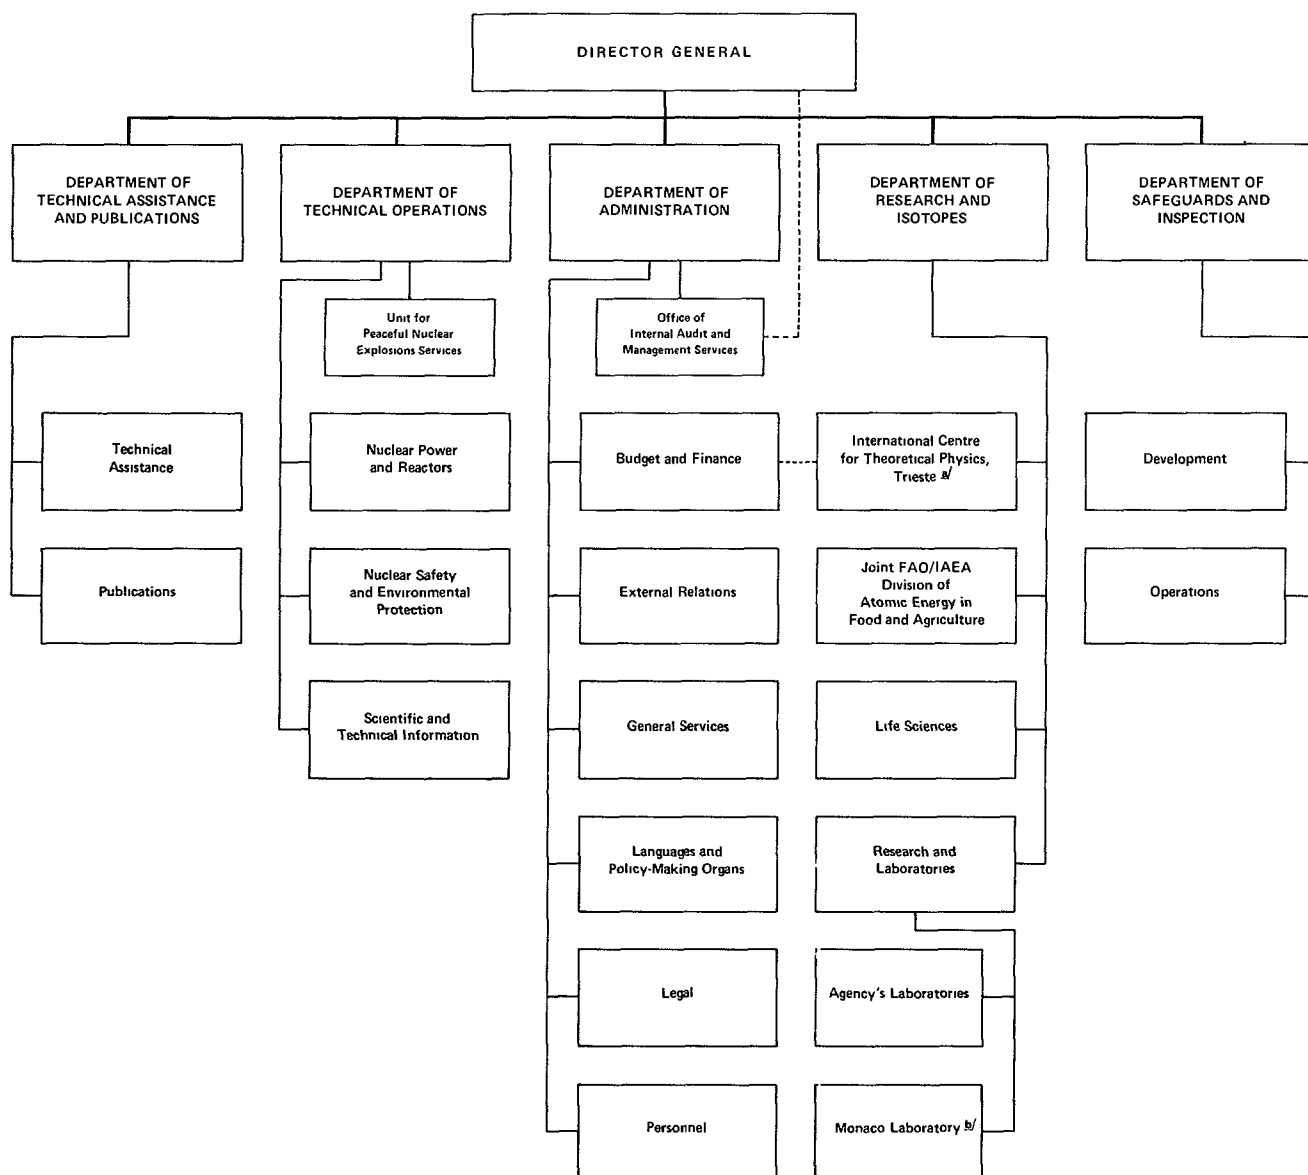 DIRECTOR GENERAL
DEPARTMENT OF
TECHNICAL ASSISTANCE
AND PUBLICATIONS
DEPARTMENT OF
TECHNICAL OPERATIONS
DEPARTMENT OF
ADMINISTRATION
DEPARTMENT OF
RESEARCH AND
ISOTOPES
DEPARTMENT OF
SAFEGUARDS AND
INSPECTION
Unit for
Peaceful Nuclear
Explosions Services
Office of
Internal Audit and
Management Services
Technical
Assistance
Nuclear Power
and Reactors
Budget and Finance
International Centre
for Theoretical Physics,
Trieste a/
Development
Publications
Nuclear Safety
and Environmental
Protection
External Relations
Joint FAO/IAEA
Division of
Atomic Energy in
Food and Agriculture
Operations
Scientific and
Technical Information
General Services
Life Sciences
Languages and
Policy-Making Organs
Research and
Laboratories
Legal
Agency's Laboratories
Personnel
Monaco Laboratory b/